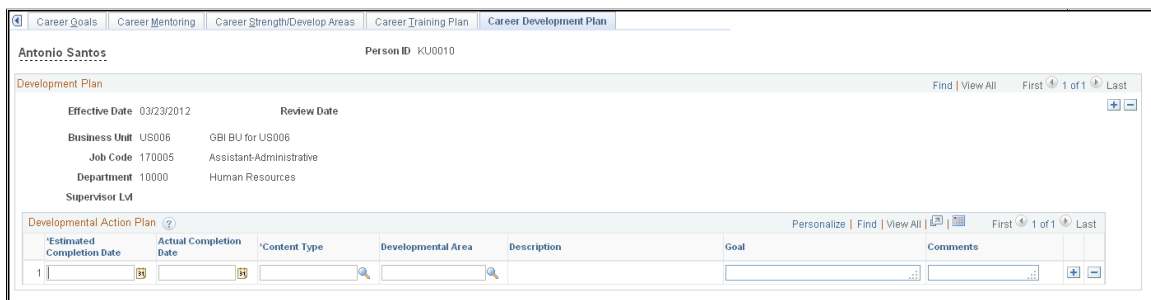 Career Goals Career Mentoring Career Strength/Develop Areas Career Training Plan Career Development Plan
Antonio Santos Person ID KU0010
Development Plan Find | View All First 1 of 1 Last
Effective Date 03/23/2012 Review Date
Business Unit US006 GBI BU for US006
Job Code 170005 Assistant-Administrative
Department 10000 Human Resources
Supervisor Lvl
Developmental Action Plan ? Personalize | Find | View All | | First 1 of 1 Last
*Estimated Completion Date Actual Completion Date *Content Type Developmental Area Description Goal Comments
1 31 31